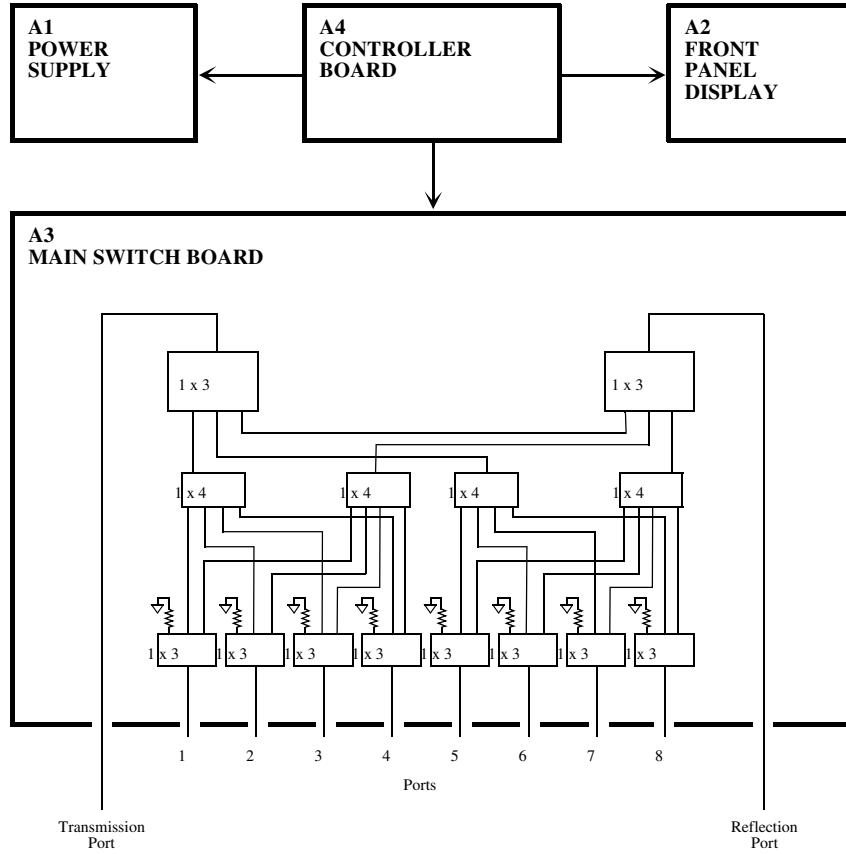 A1
POWER
SUPPLY
A4
CONTROLLER
BOARD
A2
FRONT
PANEL
DISPLAY
A3
MAIN SWITCH BOARD
1 x 3
1 x 3
1 x 4
1 x 4
1 x 4
1 x 4
1 x 3
1 x 3
1 x 3
1 x 3
1 x 3
1 x 3
1 x 3
1 x 3
1
2
3
4
5
6
7
8
Ports
Transmission
Port
Reflection
Port